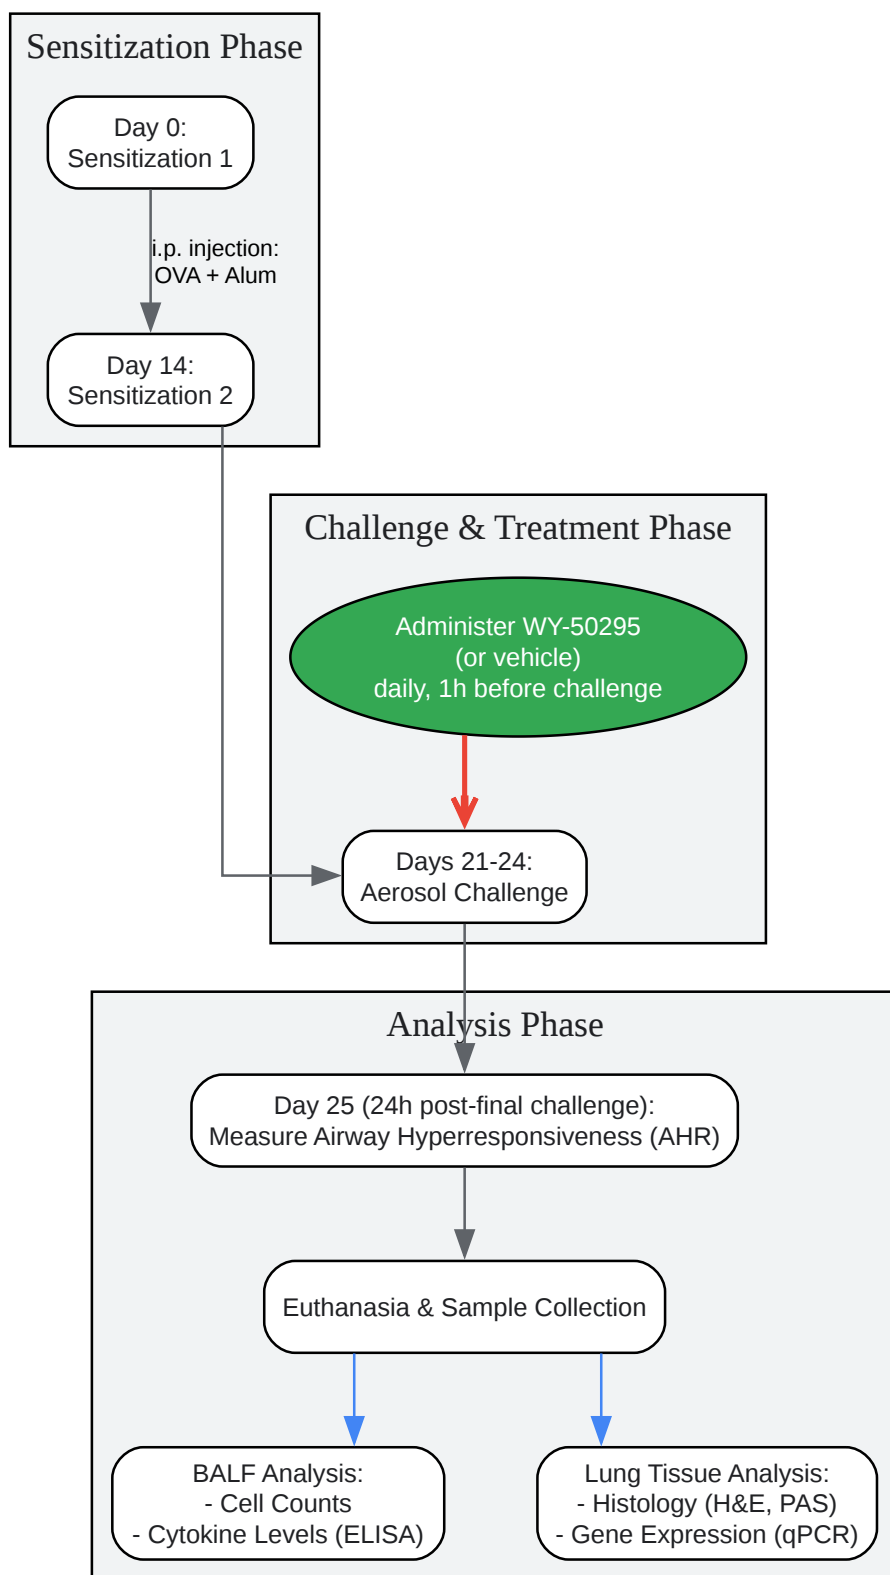 Sensitization Phase
Day 0:
Sensitization 1
i.p. injection:
OVA + Alum
Day 14:
Sensitization 2
Challenge & Treatment Phase
Administer WY-50295
(or vehicle)
daily, 1h before challenge
Days 21-24:
Aerosol Challenge
Analysis Phase
Day 25 (24h post-final challenge):
Measure Airway Hyperresponsiveness (AHR)
Euthanasia & Sample Collection
BALF Analysis:
- Cell Counts
- Cytokine Levels (ELISA)
Lung Tissue Analysis:
- Histology (H&E, PAS)
- Gene Expression (qPCR)